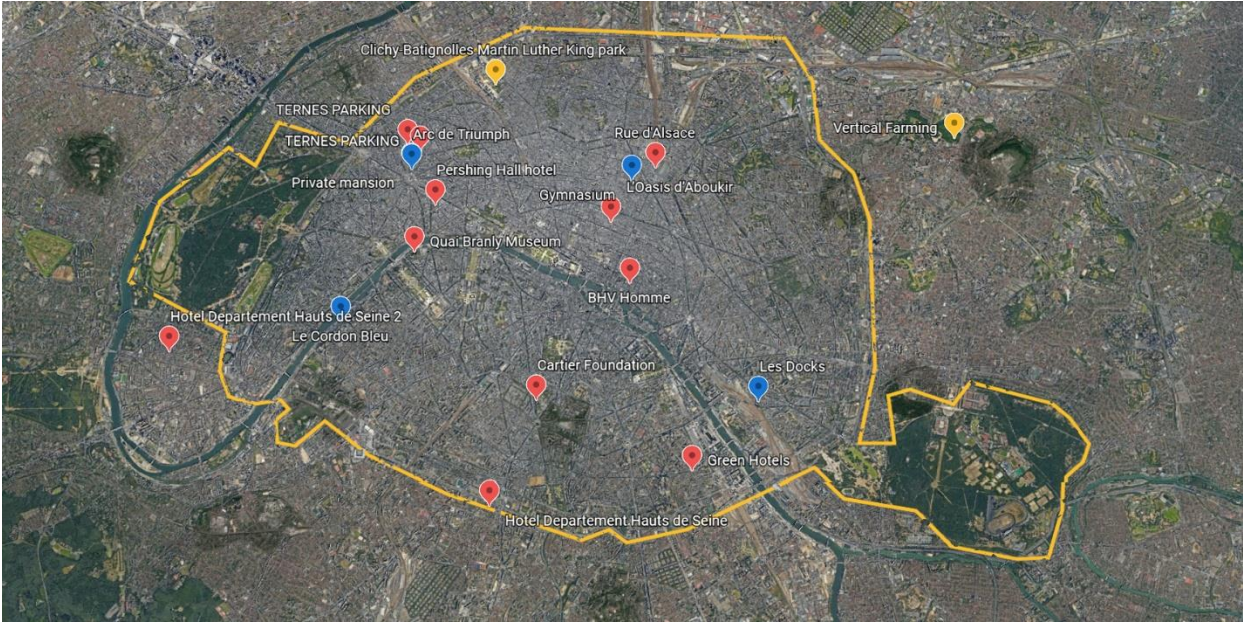 Clichy-Batignolles Martin Luther King park
TERNES PARKING
Vertical Farming
Arc de Triumph
Rue d'Alsace
TERNES PARKING
Pershing Hall hotel
Private mansion
L'Oasis d'Aboukir
Gymnasium
Quai Branly Museum
BHV Homme
Hotel Departement Hauts de Seine 2
Le Cordon Bleu
Cartier Foundation
Les Docks
Green Hotels
Hotel Departement Hauts de Seine